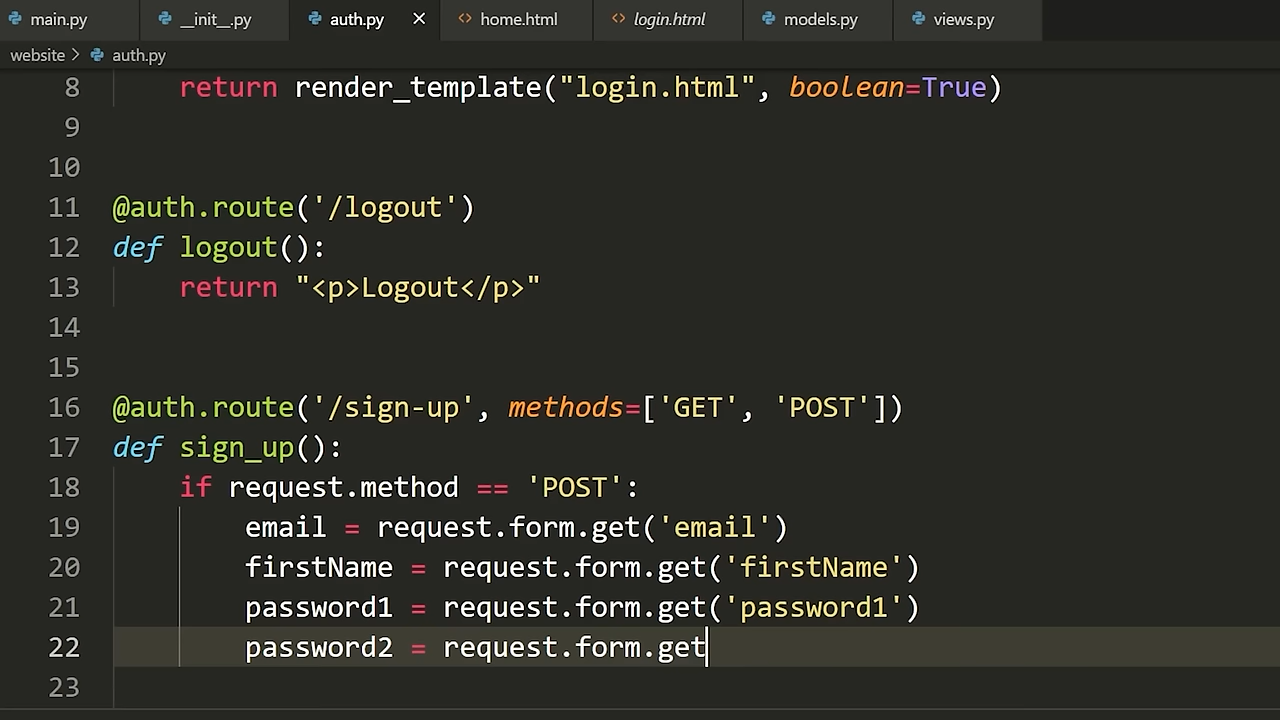 main.py __init__.py auth.py × home.html login.html models.py views.py
website > auth.py
8 return render_template("login.html", boolean=True)
9
10
11 @auth.route('/logout')
12 def logout():
13 return "<p>Logout</p>"
14
15
16 @auth.route('/sign-up', methods=['GET', 'POST'])
17 def sign_up():
18 if request.method == 'POST':
19 email = request.form.get('email')
20 firstName = request.form.get('firstName')
21 password1 = request.form.get('password1')
22 password2 = request.form.get
23